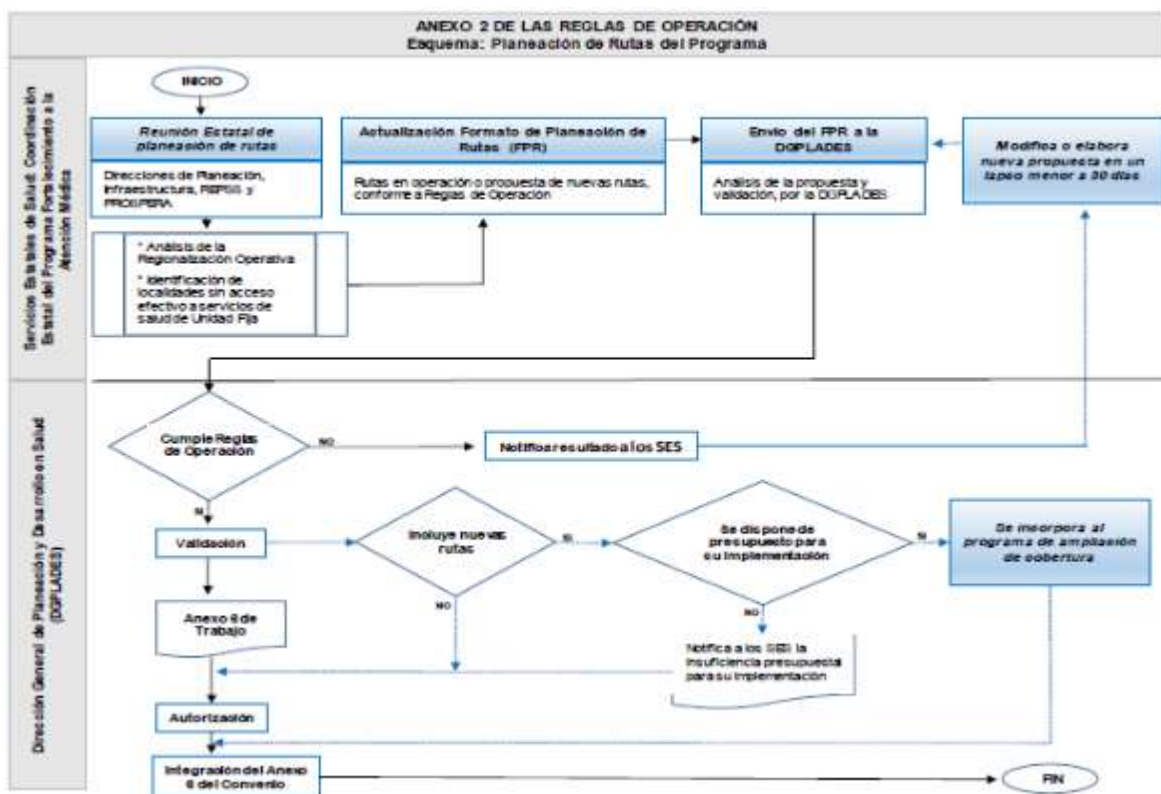 ANEXO 2 DE LAS REGLAS DE OPERACIÓN
Esquema: Planeación de Rutas del Programa
Servicios Estatales de Salud: Coordinación
Estatal del Programa Fortalecimiento a la
Atención Médica
INICIO
Reunión Estatal de
planeación de rutas
Direcciones de Planeación,
Infraestructura, REPSS y
PROSPERA
* Análisis de la
Regionalización Operativa
* Identificación de
localidades sin acceso
efectivo a servicios de
salud de Unidad Fija
Actualización Formato de Planeación de
Rutas (FPR)
Rutas en operación o propuesta de nuevas rutas,
conforme a Reglas de Operación
Envío del FPR a la
DGPLADES
Análisis de la propuesta y
validación, por la DGPLADES
Modifica o elabora
nueva propuesta en un
lapso menor a 30 días
Dirección General de Planeación y Desarrollo en Salud
(DGPLADES)
Cumple Reglas
de Operación
NO
Notifica resultado a los SES
SI
Validación
Incluye nuevas
rutas
SI
Se dispone de
presupuesto para
su implementación
SI
Se incorpora al
programa de ampliación
de cobertura
NO
NO
Anexo 6 de
Trabajo
Notifica a los SES la
insuficiencia presupuestal
para su implementación
Autorización
Integración del Anexo
6 del Convenio
FIN